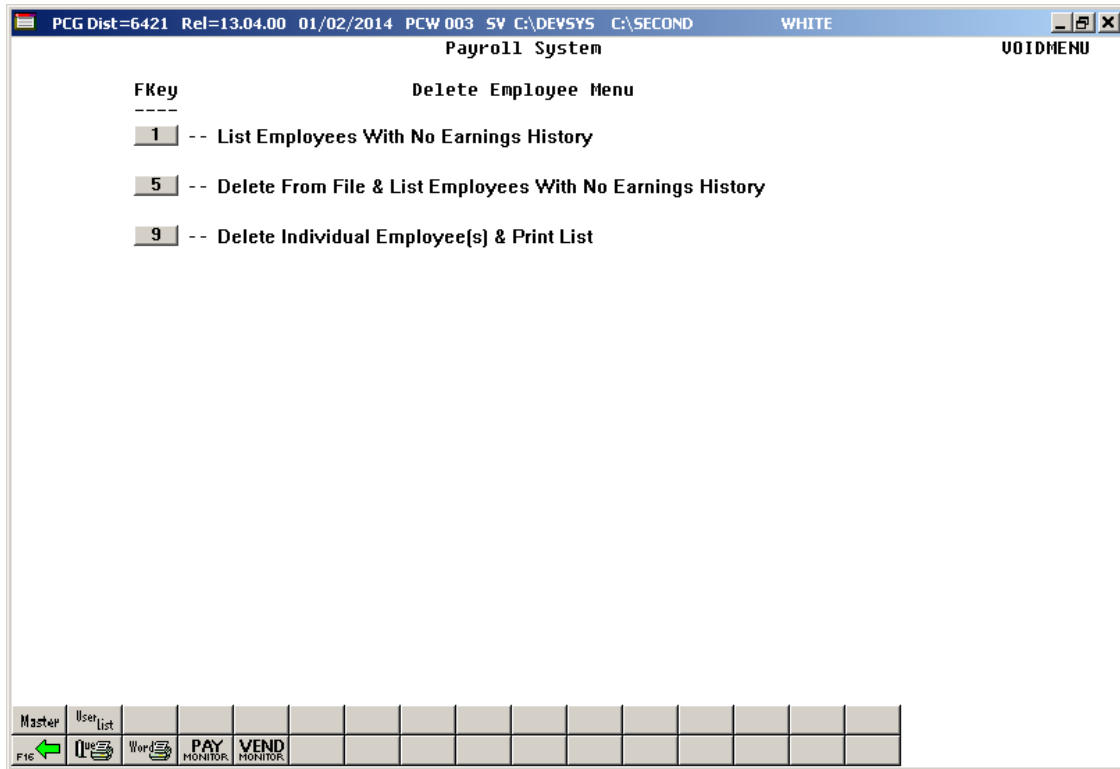 PCG Dist=6421 Rel=13.04.00 01/02/2014 PCW 003 SV C:\DEVSYS C:\SECOND WHITE
Payroll System VOIDMENU
FKey Delete Employee Menu
----
1 -- List Employees With No Earnings History
5 -- Delete From File & List Employees With No Earnings History
9 -- Delete Individual Employee(s) & Print List
Master User List
F16 Que Word PAY MONITOR VEND MONITOR